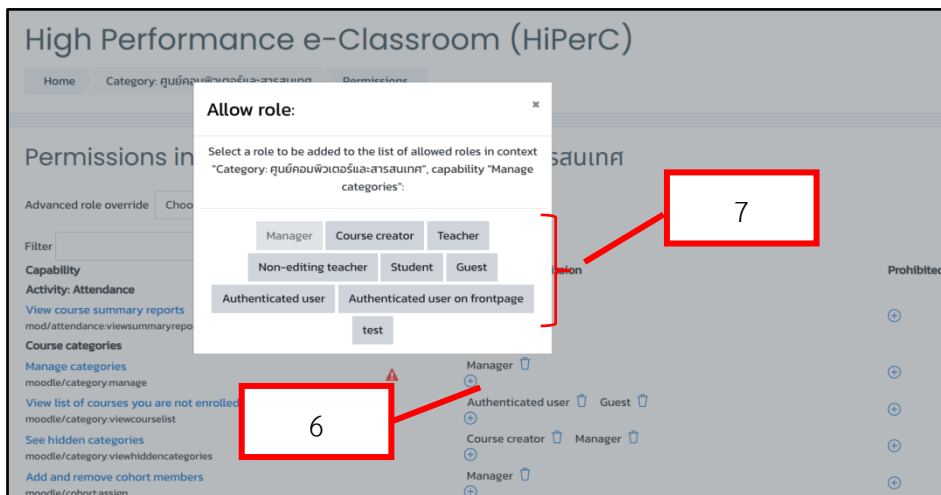 High Performance e-Classroom (HiPerC)
Home Category: ศูนย์คอมพิวเตอร์และสารสนเทศ Permissions
Allow role: ×
Select a role to be added to the list of allowed roles in context
"Category: ศูนย์คอมพิวเตอร์และสารสนเทศ", capability "Manage
categories":
Permissions in สารสนเทศ
Advanced role override Choo
Manager Course creator Teacher
7
Filter
Non-editing teacher Student Guest
Capability Prohibited
Activity: Attendance
Authenticated user Authenticated user on frontpage
View course summary reports
mod/attendance:viewsummaryrepo
test
Course categories
Manage categories Manager
moodle/category:manage
View list of courses you are not enrolled Authenticated user Guest
moodle/category:viewcourselist
6
See hidden categories Course creator Manager
moodle/category:viewhiddencategories
Add and remove cohort members Manager
moodle/cohort:assign